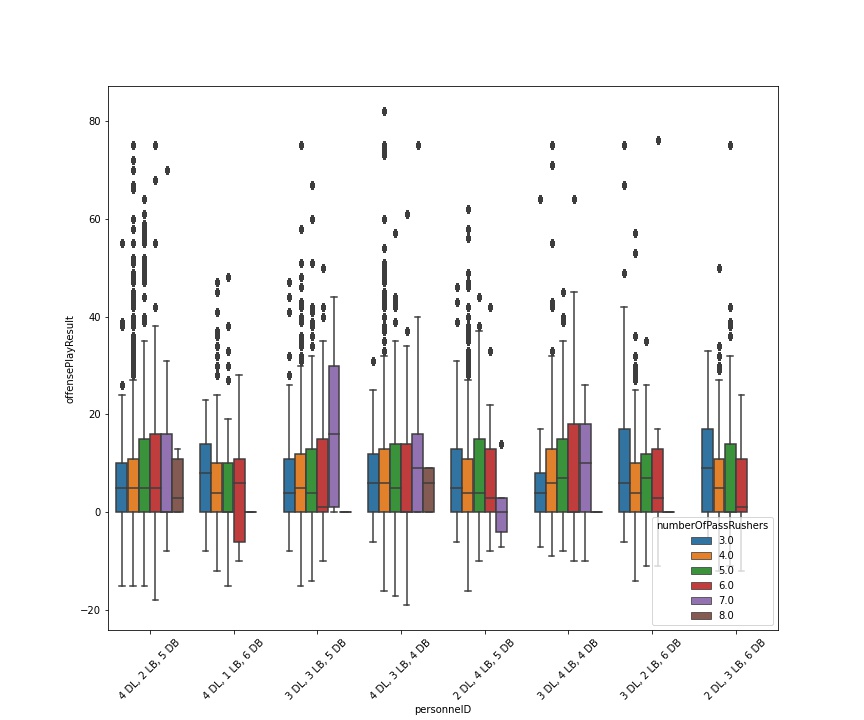 80
60
40
20
0
−20
offensePlayResult
numberOfPassRushers
3.0
4.0
5.0
6.0
7.0
8.0
4 DL, 2 LB, 5 DB
4 DL, 1 LB, 6 DB
3 DL, 3 LB, 5 DB
4 DL, 3 LB, 4 DB
2 DL, 4 LB, 5 DB
3 DL, 4 LB, 4 DB
3 DL, 2 LB, 6 DB
2 DL, 3 LB, 6 DB
personnelD